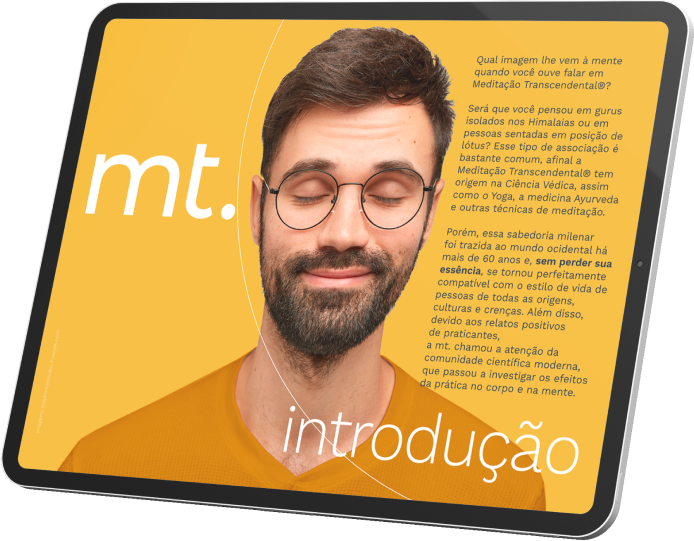 mt.
Qual imagem lhe vem à mente
quando você ouve falar em
Meditação Transcendental®?
Será que você pensou em gurus
isolados nos Himalaias ou em
pessoas sentadas em posição de
lótus? Esse tipo de associação é
bastante comum, afinal a
Meditação Transcendental® tem
origem na Ciência Védica, assim
como o Yoga, a medicina Ayurveda
e outras técnicas de meditação.
Porém, essa sabedoria milenar
foi trazida ao mundo ocidental há
mais de 60 anos e, sem perder sua
essência, se tornou perfeitamente
compatível com o estilo de vida de
pessoas de todas as origens,
culturas e crenças. Além disso,
devido aos relatos positivos
de praticantes,
a mt. chamou a atenção da
comunidade científica moderna,
que passou a investigar os efeitos
da prática no corpo e na mente.
introdução